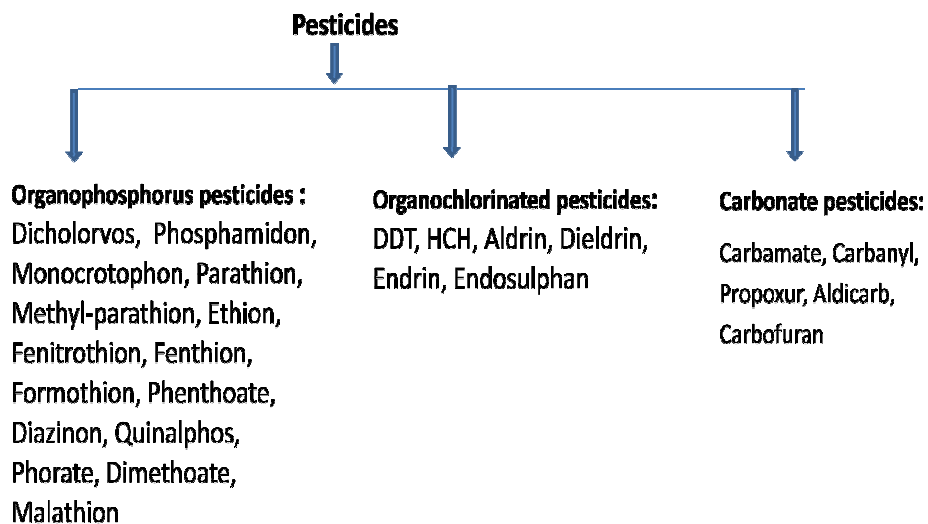 Pesticides
Organophosphorus pesticides :
Dicholorvos, Phosphamidon,
Monocrotophon, Parathion,
Methyl-parathion, Ethion,
Fenitrothion, Fenthion,
Formothion, Phenthoate,
Diazinon, Quinalphos,
Phorate, Dimethoate,
Malathion
Organochlorinated pesticides:
DDT, HCH, Aldrin, Dieldrin,
Endrin, Endosulphan
Carbonate pesticides:
Carbamate, Carbanyl,
Propoxur, Aldicarb,
Carbofuran